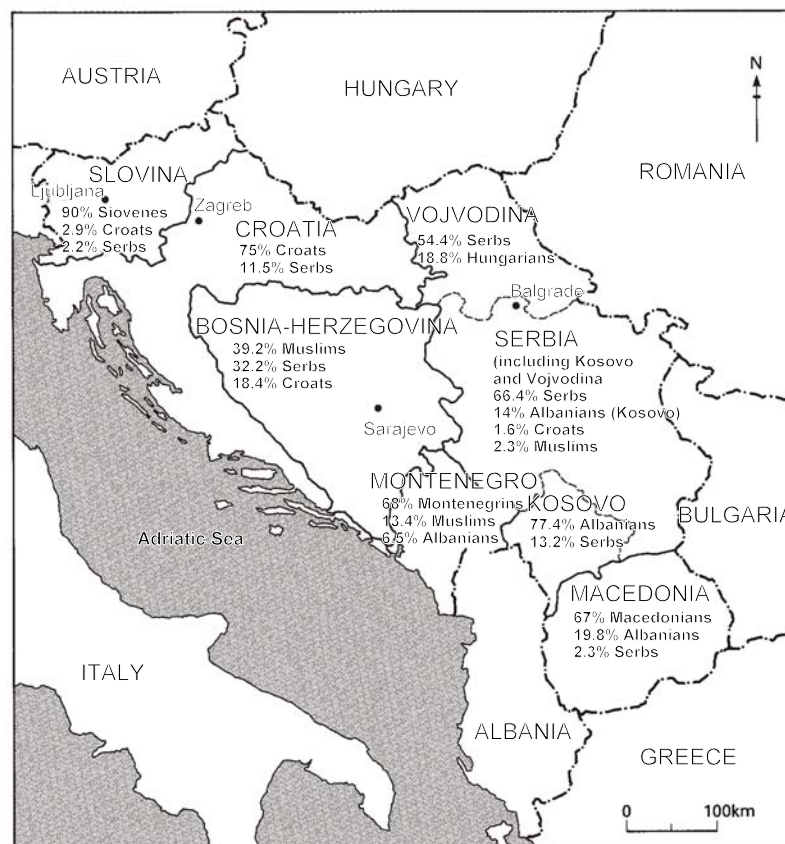 AUSTRIA
HUNGARY
N
ROMANIA
SLOVINA
Ljubljana
90% Siovenes
2.9% Croats
2.2% Serbs
Zagreb
CROATIA
75% Croats
11.5% Serbs
VOJVODINA
54.4% Serbs
18.8% Hungarians
Balgrade
BOSNIA-HERZEGOVINA
39.2% Muslims
32.2% Serbs
18.4% Croats
Sarajevo
SERBIA
(including Kosovo
and Vojvodina
66.4% Serbs
14% Albanians (Kosovo)
1.6% Croats
2.3% Muslims
MONTENEGRO
68% Montenegrins
13.4% Muslims
6.5% Albanians
KOSOVO
77.4% Albanians
13.2% Serbs
BULGARIA
Adriatic Sea
MACEDONIA
67% Macedonians
19.8% Albanians
2.3% Serbs
ITALY
ALBANIA
GREECE
0 100km